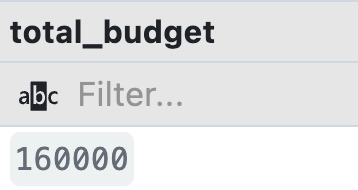 total_budget
abc Filter...
160000